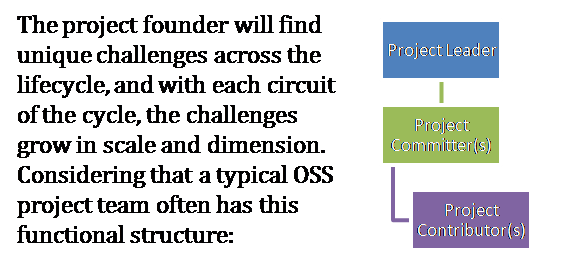 The project founder will find
unique challenges across the
lifecycle, and with each circuit
of the cycle, the challenges
grow in scale and dimension.
Considering that a typical OSS
project team often has this
functional structure:
Project Leader
Project
Committer(s)
Project
Contributor(s)